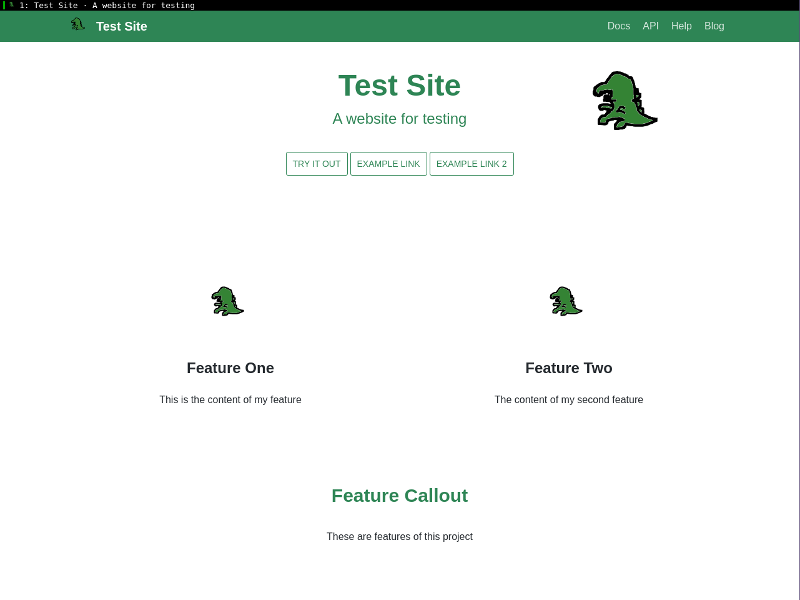 1: Test Site · A website for testing
Test Site
Docs API Help Blog
Test Site
A website for testing
TRY IT OUT EXAMPLE LINK EXAMPLE LINK 2
Feature One
This is the content of my feature
Feature Two
The content of my second feature
Feature Callout
These are features of this project